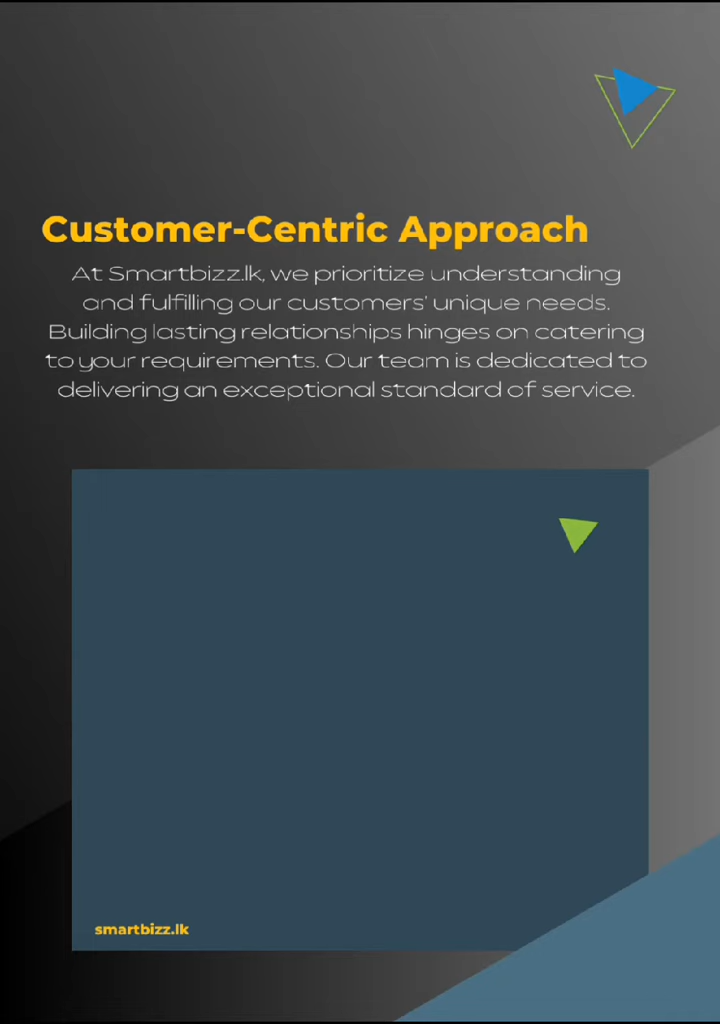 Customer-Centric Approach
At Smartbizz.lk, we prioritize understanding
and fulfilling our customers' unique needs.
Building lasting relationships hinges on catering
to your requirements. Our team is dedicated to
delivering an exceptional standard of service.
smartbizz.lk